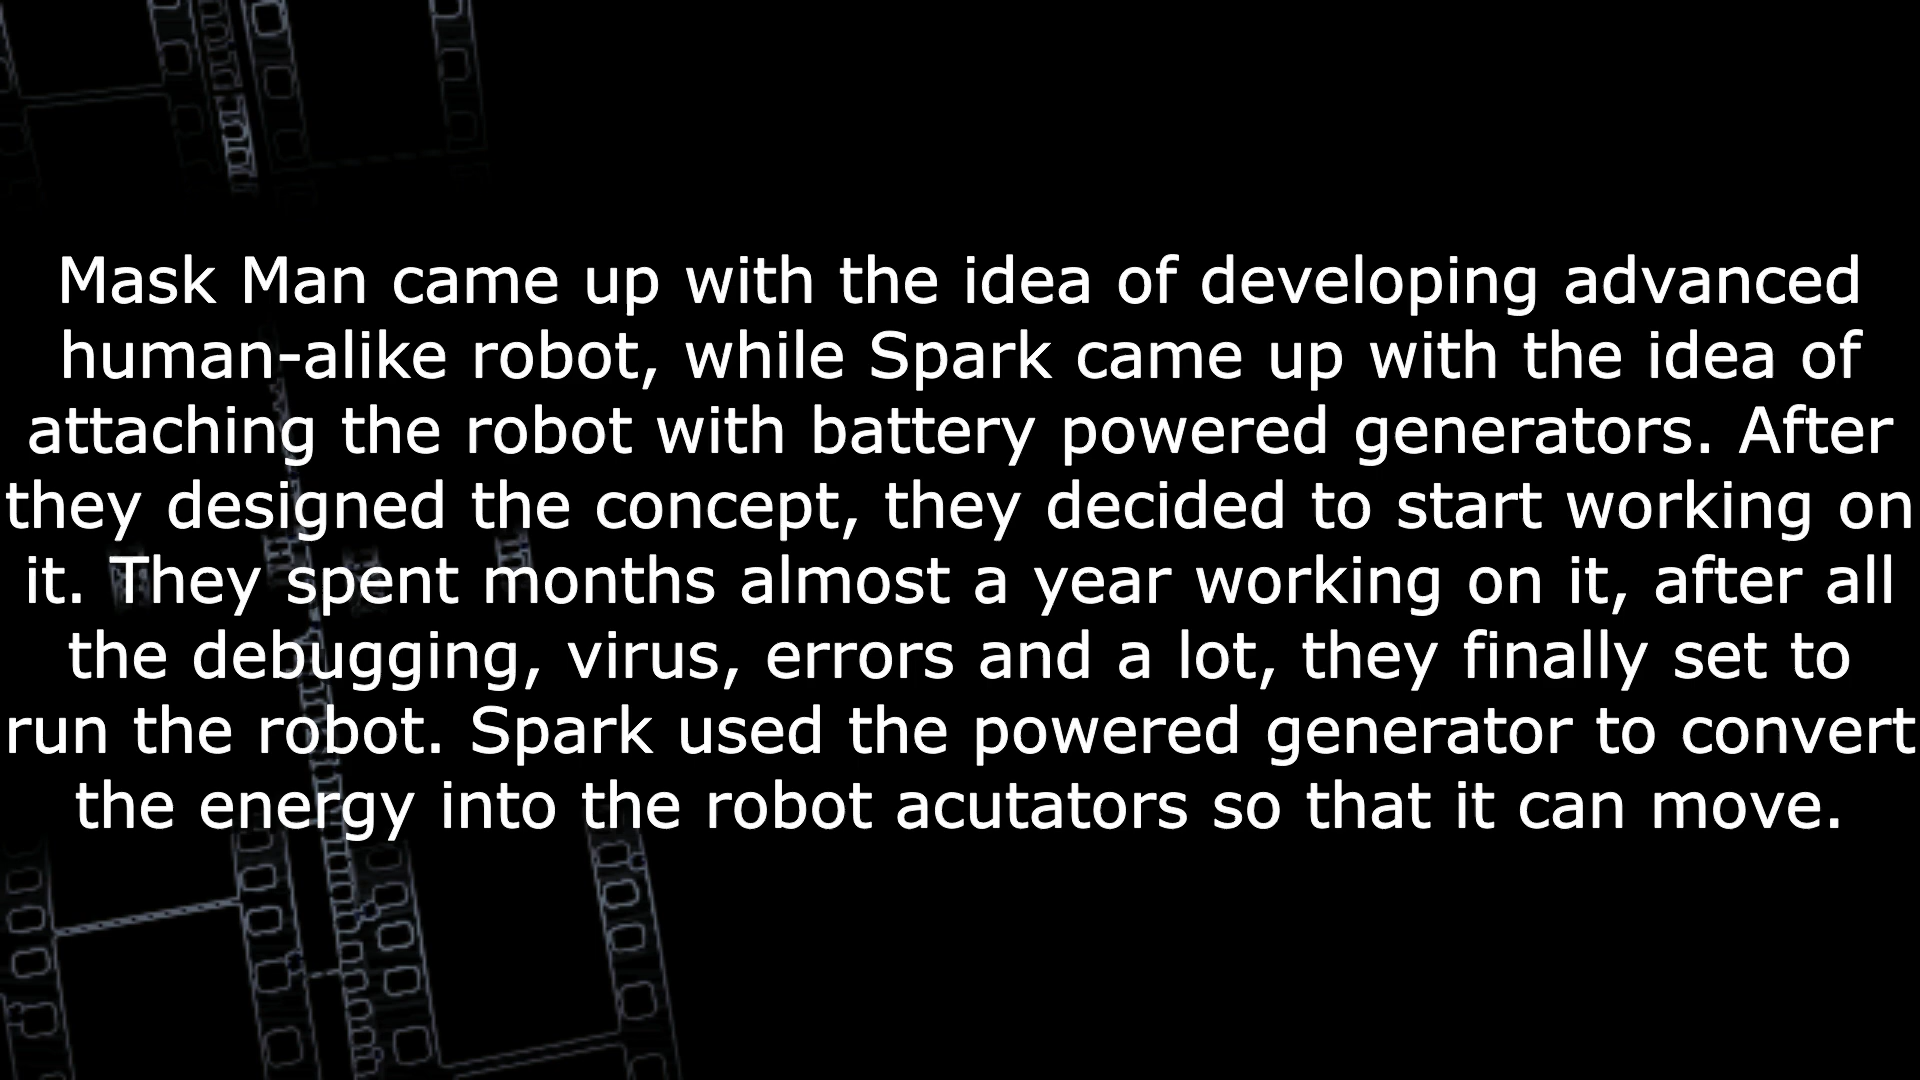 Mask Man came up with the idea of developing advanced
human-alike robot, while Spark came up with the idea of
attaching the robot with battery powered generators. After
they designed the concept, they decided to start working on
it. They spent months almost a year working on it, after all
the debugging, virus, errors and a lot, they finally set to
run the robot. Spark used the powered generator to convert
the energy into the robot acutators so that it can move.